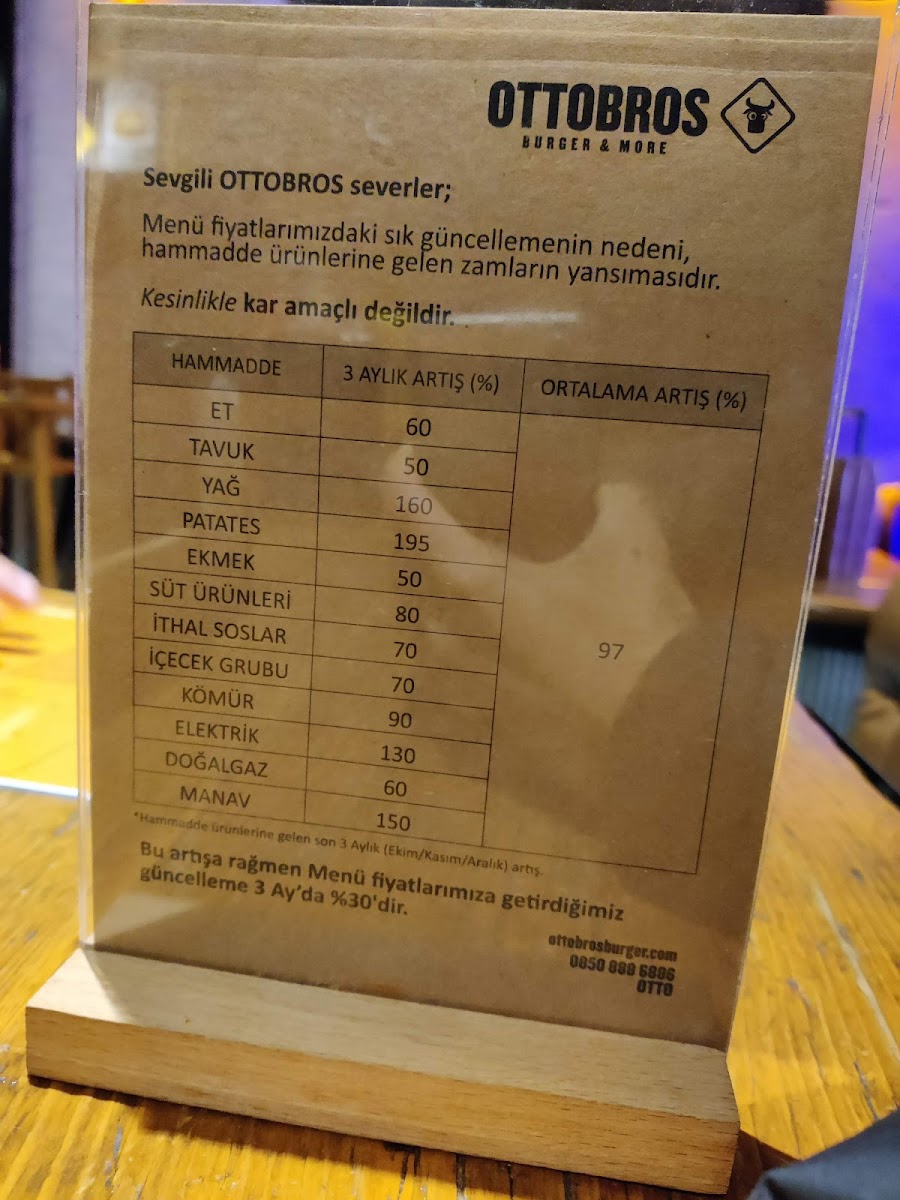 OTTOBROS
BURGER & MORE
Sevgili OTTOBROS severler;
Menü fiyatlarımızdaki sık güncellemenin nedeni,
hammadde ürünlerine gelen zamların yansımasıdır.
Kesinlikle kar amaçlı değildir.
HAMMADDE 3 AYLIK ARTIŞ (%) ORTALAMA ARTIŞ (%)
ET 60
TAVUK 50
YAĞ 160
PATATES 195
EKMEK 50
SÜT ÜRÜNLERİ 80
İTHAL SOSLAR 70
97
İÇECEK GRUBU 70
KÖMÜR 90
ELEKTRİK 130
DOĞALGAZ 60
MANAV 150
*Hammadde ürünlerine gelen son 3 Aylık (Ekim/Kasım/Aralık) artış.
Bu artışa rağmen Menü fiyatlarımıza getirdiğimiz
güncelleme 3 Ay'da %30'dir.
ottobrosburger.com
0850 888 6886
OTTO